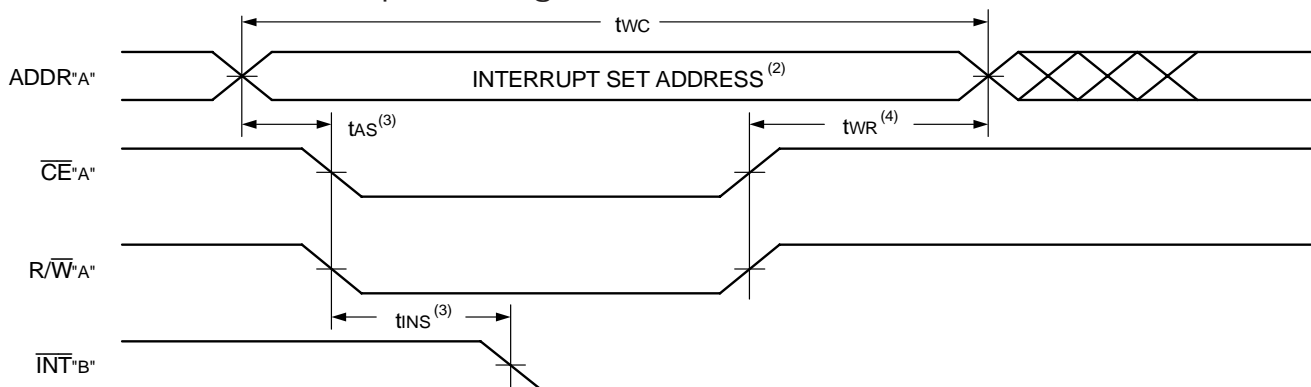 tWC
ADDR"A"
INTERRUPT SET ADDRESS(2)
tAS(3)
tWR(4)
CE"A"
R/W"A"
tINS(3)
INT"B"